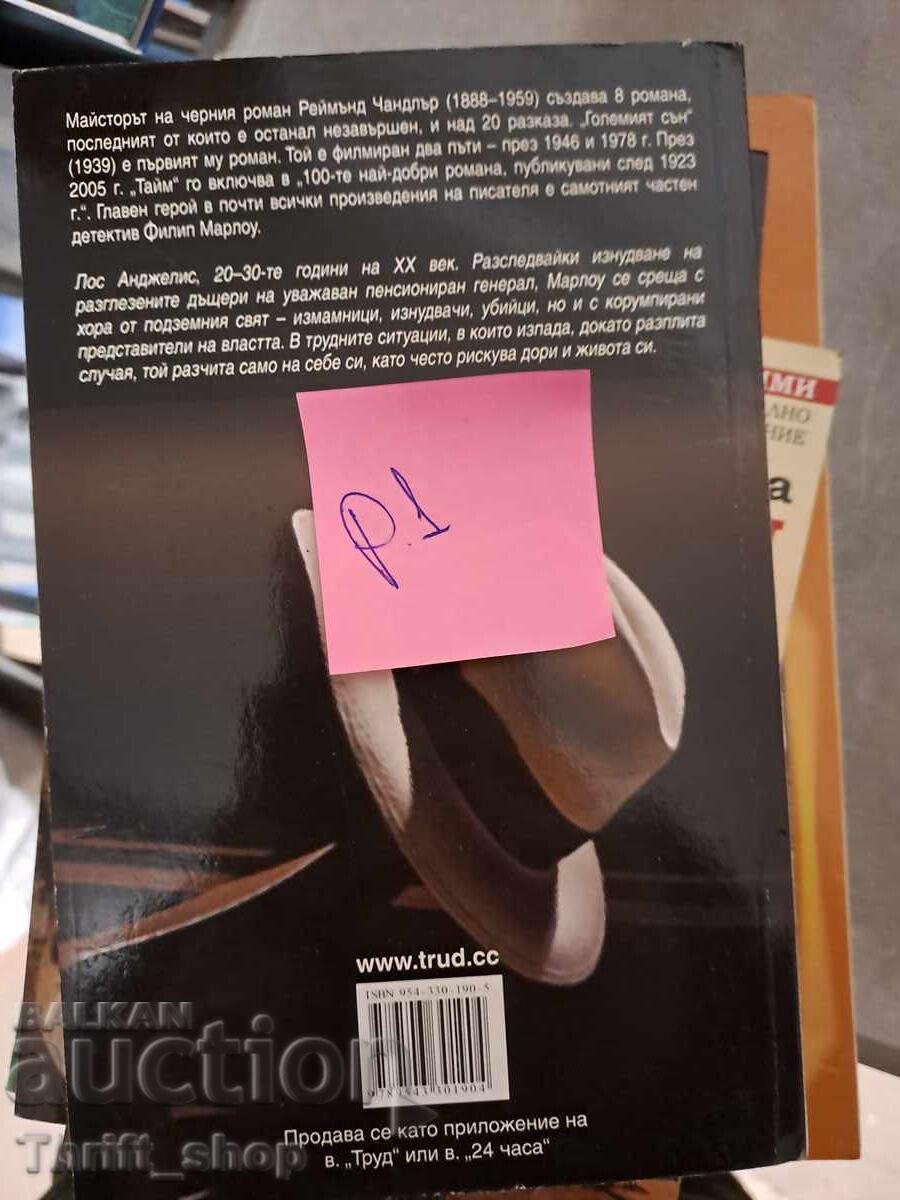 Майсторът на черния роман Реймънд Чандлър (1888–1959) създава 8 романа,
последният от които е останал незавършен, и над 20 разказа. „Големият сън“
(1939) е първият му роман. Той е филмиран два пъти – през 1946 и 1978 г. През
2005 г. „Тайм“ го включва в „100-те най-добри романа, публикувани след 1923
г.“. Главен герой в почти всички произведения на писателя е самотният частен
детектив Филип Марлоу.
Лос Анджелис, 20–30-те години на XX век. Разследвайки изнудване на
разглезените дъщери на уважаван пенсиониран генерал, Марлоу се среща с
хора от подземния свят – измамници, изнудвачи, убийци, но и с корумпирани
представители на властта. В трудните ситуации, в които изпада, докато разплита
случая, той разчита само на себе си, като често рискува дори и живота си.
P.1
www.trud.cc
ISBN 954-330-190-5
9 789543 301904
Продава се като приложение на
в. „Труд“ или в. „24 часа“
BALKAN
auction
Thrift_shop